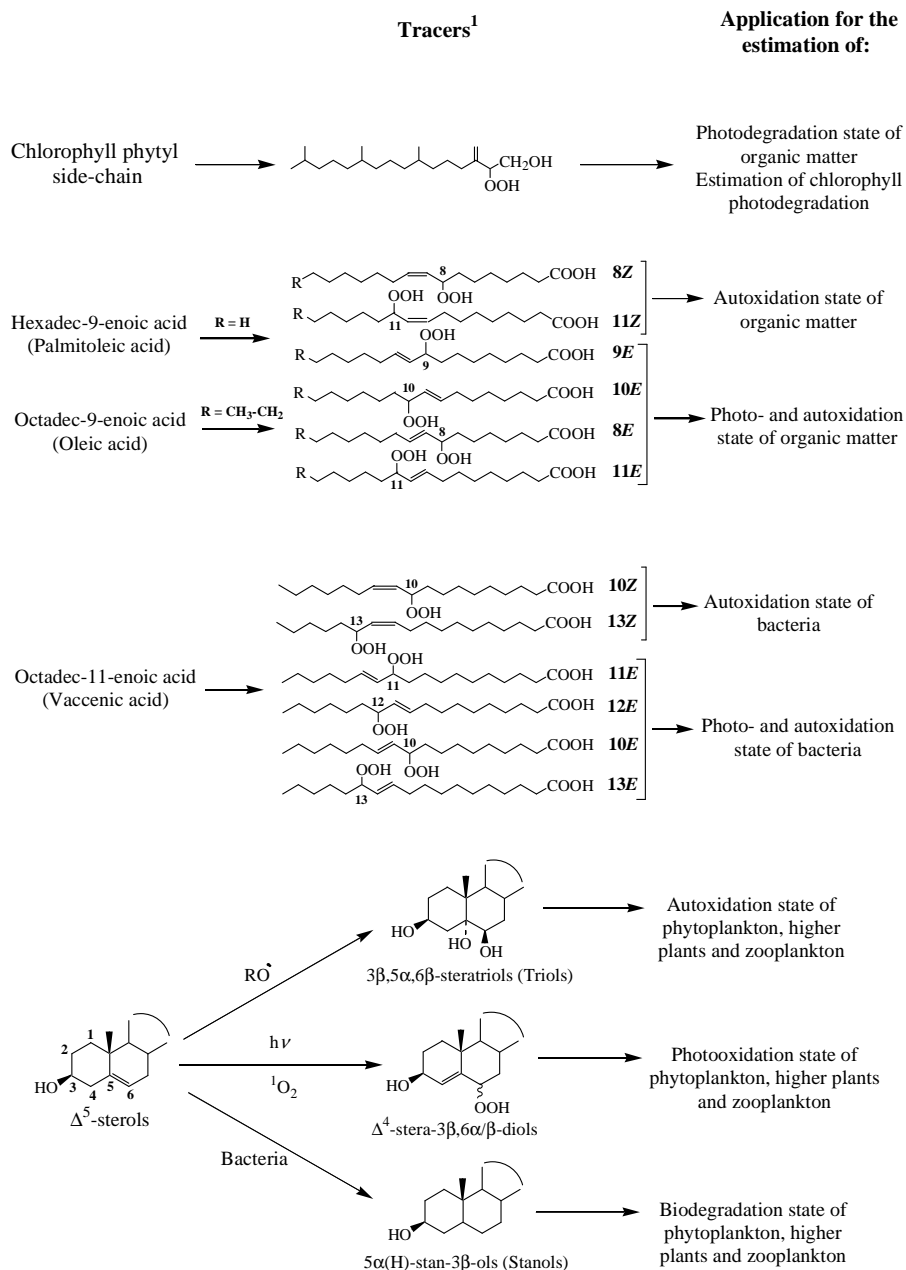 Tracers¹
Application for the
estimation of:
Chlorophyll phytyl
side-chain
CH₂OH
OOH
Photodegradation state of
organic matter
Estimation of chlorophyll
photodegradation
Hexadec-9-enoic acid
(Palmitoleic acid)
R = H
Octadec-9-enoic acid
(Oleic acid)
R = CH₃-CH₂
R
8
OOH
COOH
8Z
OOH
R
11
COOH
11Z
OOH
R
9
COOH
9E
10
R
OOH
COOH
10E
R
8
OOH
COOH
8E
OOH
R
11
COOH
11E
Autoxidation state of
organic matter
Photo- and autoxidation
state of organic matter
Octadec-11-enoic acid
(Vaccenic acid)
10
OOH
COOH
10Z
13
OOH
COOH
13Z
OOH
11
COOH
11E
12
OOH
COOH
12E
10
OOH
COOH
10E
OOH
13
COOH
13E
Autoxidation state of
bacteria
Photo- and autoxidation
state of bacteria
HO
HO
OH
3β,5α,6β-steratriols (Triols)
Autoxidation state of
phytoplankton, higher
plants and zooplankton
RO•
1
2
3
4
5
6
HO
Δ⁵-sterols
hν
¹O₂
HO
OOH
Δ⁴-stera-3β,6α/β-diols
Photooxidation state of
phytoplankton, higher plants
and zooplankton
Bacteria
HO
5α(H)-stan-3β-ols (Stanols)
Biodegradation state of
phytoplankton, higher
plants and zooplankton